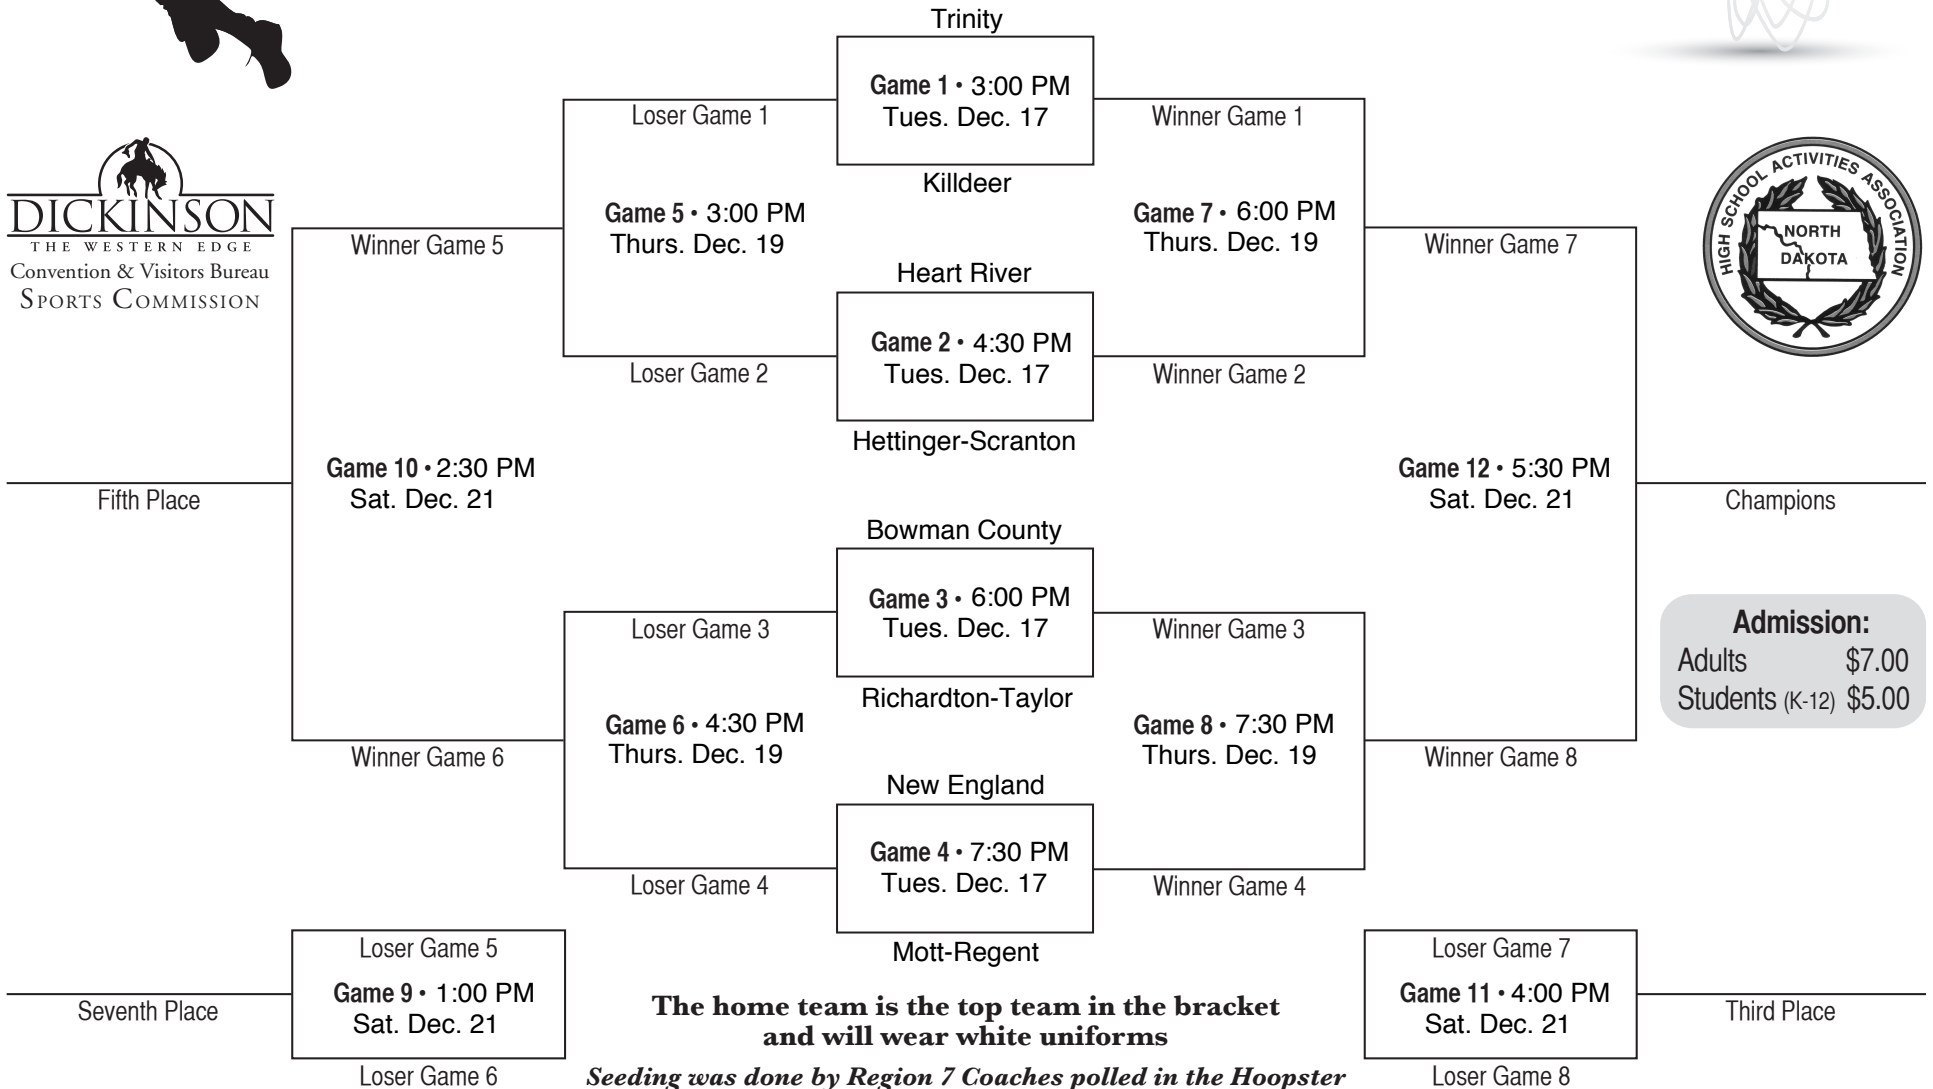 Trinity
Game 1 • 3:00 PM
Tues. Dec. 17
Killdeer
Loser Game 1
Winner Game 1
DICKINSON
THE WESTERN EDGE
Convention & Visitors Bureau
SPORTS COMMISSION
HIGH SCHOOL ACTIVITIES ASSOCIATION
NORTH
DAKOTA
Game 5 • 3:00 PM
Thurs. Dec. 19
Game 7 • 6:00 PM
Thurs. Dec. 19
Winner Game 5
Winner Game 7
Heart River
Game 2 • 4:30 PM
Tues. Dec. 17
Hettinger-Scranton
Loser Game 2
Winner Game 2
Game 10 • 2:30 PM
Sat. Dec. 21
Fifth Place
Game 12 • 5:30 PM
Sat. Dec. 21
Champions
Bowman County
Game 3 • 6:00 PM
Tues. Dec. 17
Richardton-Taylor
Loser Game 3
Winner Game 3
Admission:
Adults $7.00
Students (K-12) $5.00
Game 6 • 4:30 PM
Thurs. Dec. 19
Game 8 • 7:30 PM
Thurs. Dec. 19
Winner Game 6
Winner Game 8
New England
Game 4 • 7:30 PM
Tues. Dec. 17
Mott-Regent
Loser Game 4
Winner Game 4
Loser Game 5
Game 9 • 1:00 PM
Sat. Dec. 21
Loser Game 6
Seventh Place
The home team is the top team in the bracket
and will wear white uniforms
Seeding was done by Region 7 Coaches polled in the Hoopster
Loser Game 7
Game 11 • 4:00 PM
Sat. Dec. 21
Loser Game 8
Third Place